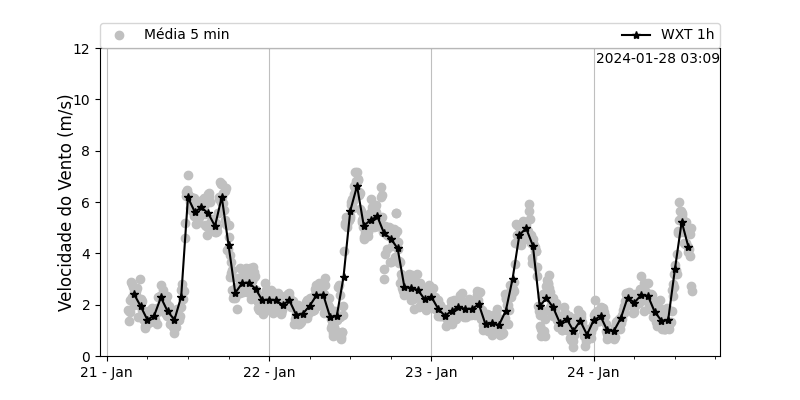 Média 5 min
WXT 1h
2024-01-28 03:09
Velocidade do Vento (m/s)
12
10
8
6
4
2
0
21 - Jan
22 - Jan
23 - Jan
24 - Jan